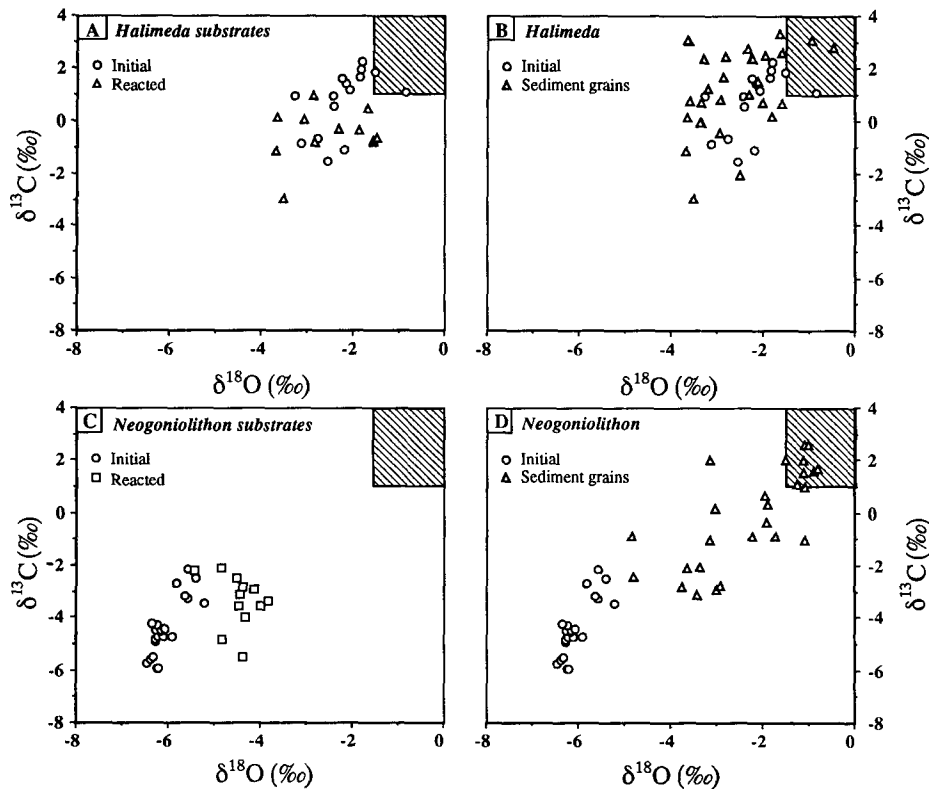 A Halimeda substrates
Initial
Reacted
4
2
0
-2
-4
-6
-8
δ¹³C (‰)
-8 -6 -4 -2 0
δ¹⁸O (‰)
B Halimeda
Initial
Sediment grains
4
2
0
-2
-4
-6
-8
δ¹³C (‰)
-8 -6 -4 -2 0
δ¹⁸O (‰)
C Neogoniolithon substrates
Initial
Reacted
4
2
0
-2
-4
-6
-8
δ¹³C (‰)
-8 -6 -4 -2 0
δ¹⁸O (‰)
D Neogoniolithon
Initial
Sediment grains
4
2
0
-2
-4
-6
-8
δ¹³C (‰)
-8 -6 -4 -2 0
δ¹⁸O (‰)